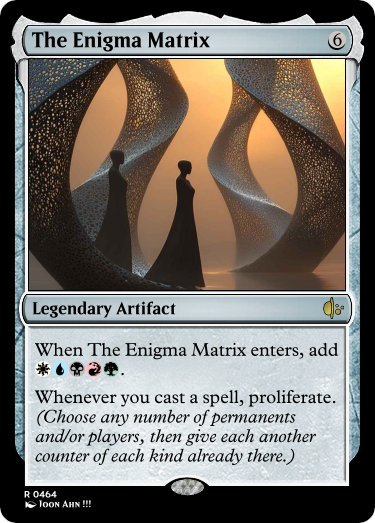 The Enigma Matrix 6
Legendary Artifact
When The Enigma Matrix enters, add
.
Whenever you cast a spell, proliferate.
(Choose any number of permanents
and/or players, then give each another
counter of each kind already there.)
R 0464
Joon Ahn !!!